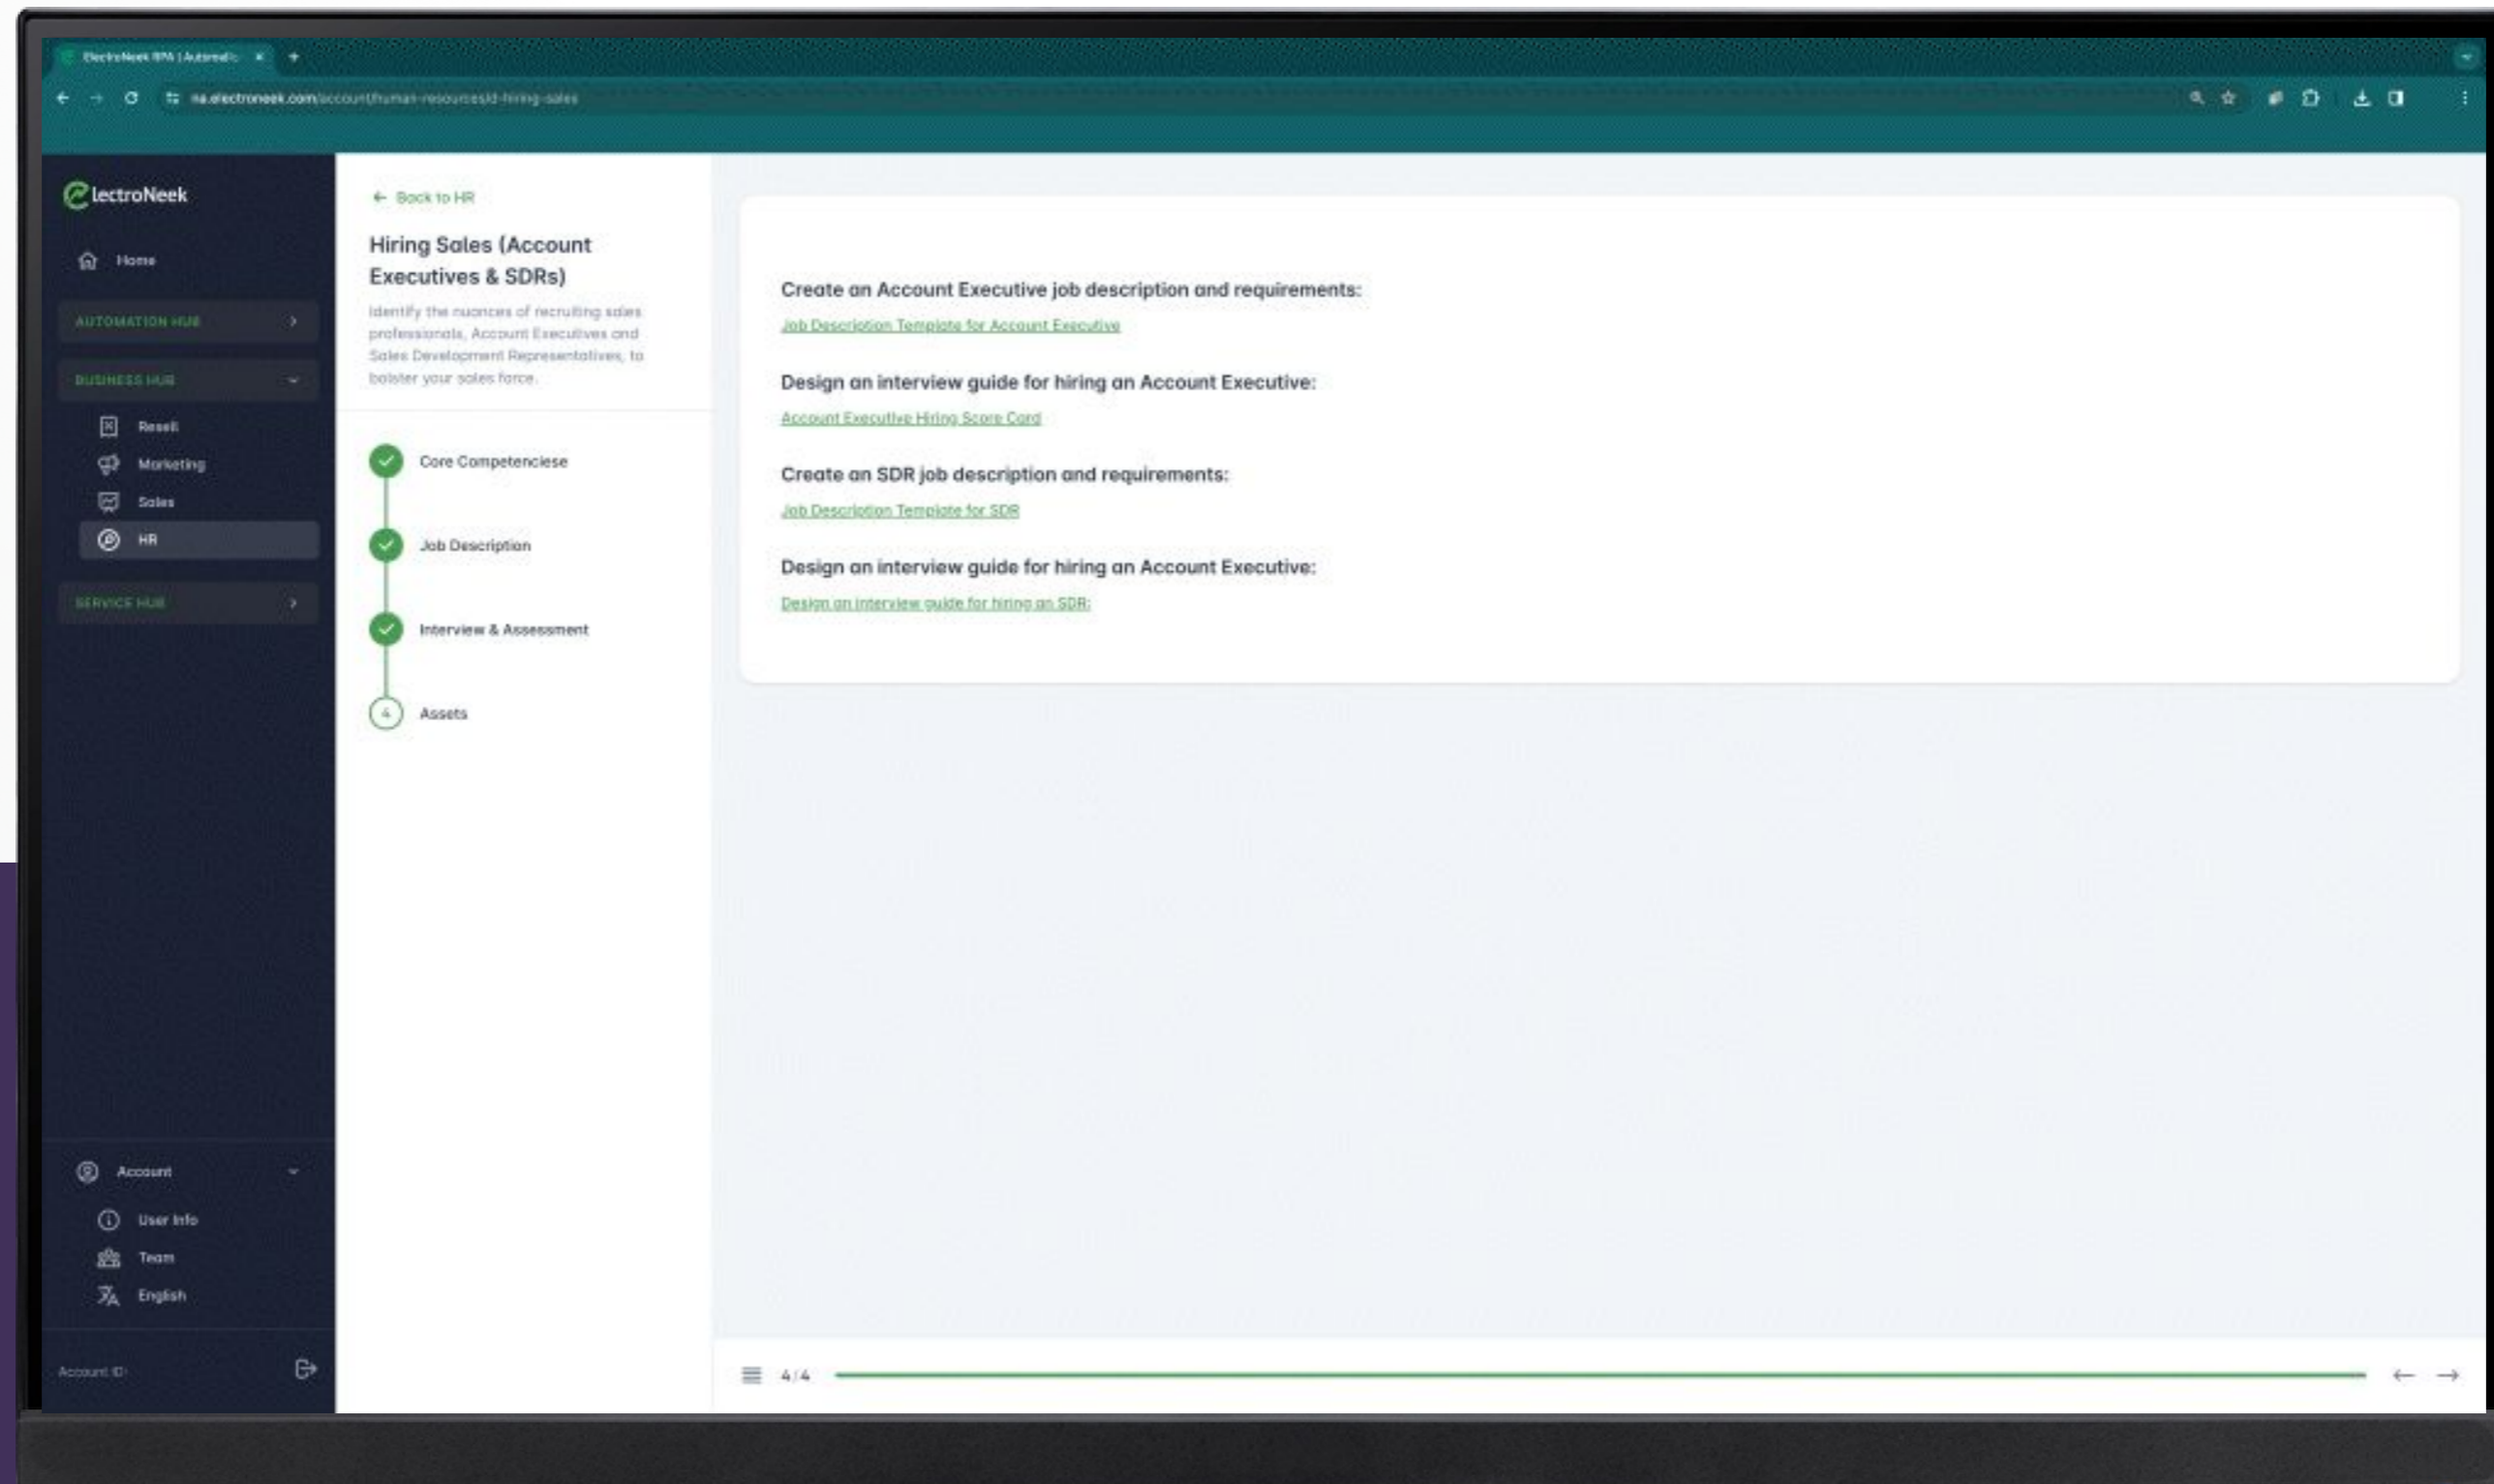 ElectroNeek RPA | Automatic
na.electroneek.com/account/human-resources/d-hiring-sales
ElectroNeek
Home
AUTOMATION HUB
BUSINESS HUB
Resell
Marketing
Sales
HR
SERVICE HUB
Account
User Info
Team
English
Account ID:
Back to HR
Hiring Sales (Account
Executives & SDRs)
Identify the nuances of recruiting sales
professionals, Account Executives and
Sales Development Representatives, to
bolster your sales force.
Core Competenciese
Job Description
Interview & Assessment
4 Assets
Create an Account Executive job description and requirements:
Job Description Template for Account Executive
Design an interview guide for hiring an Account Executive:
Account Executive Hiring Score Card
Create an SDR job description and requirements:
Job Description Template for SDR
Design an interview guide for hiring an Account Executive:
Design an interview guide for hiring an SDR:
4/4